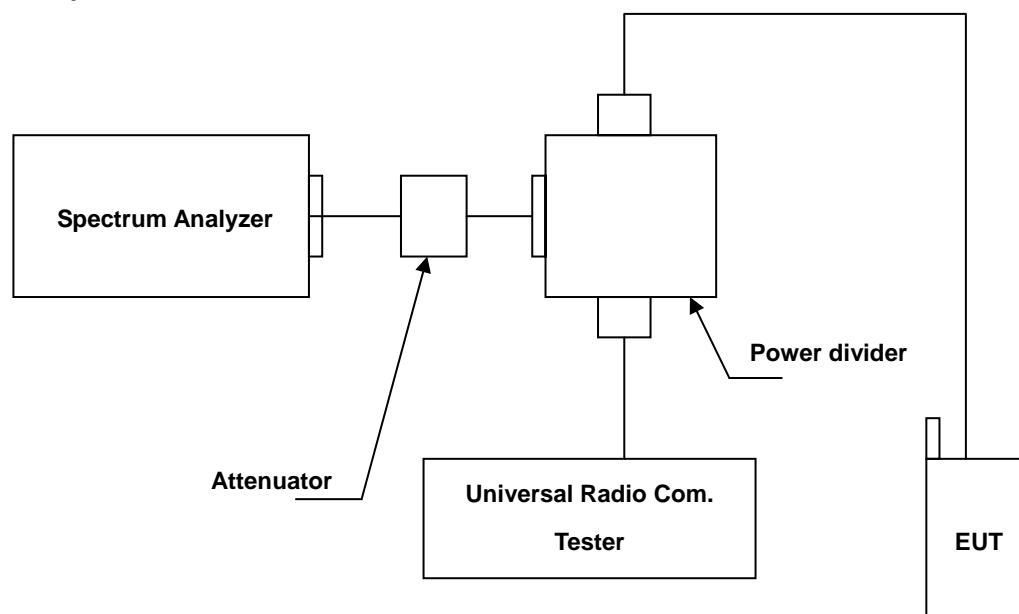 Spectrum Analyzer
Power divider
Attenuator
Universal Radio Com.
Tester
EUT